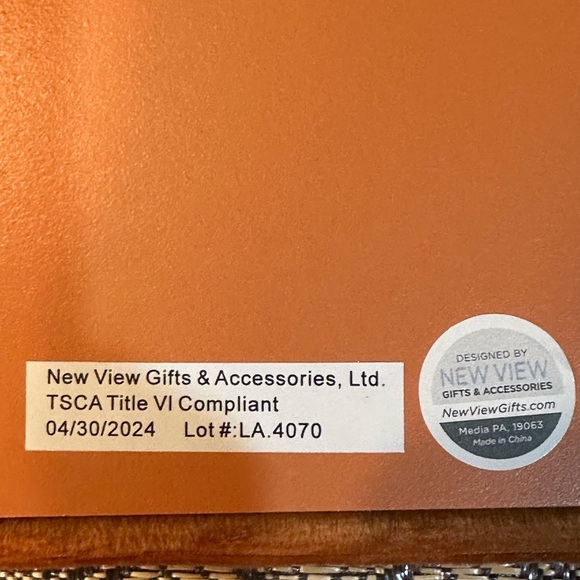 New View Gifts & Accessories, Ltd.
TSCA Title VI Compliant
04/30/2024 Lot #:LA.4070
DESIGNED BY
NEW VIEW
GIFTS & ACCESSORIES
NewViewGifts.com
Media PA, 19063
Made in China